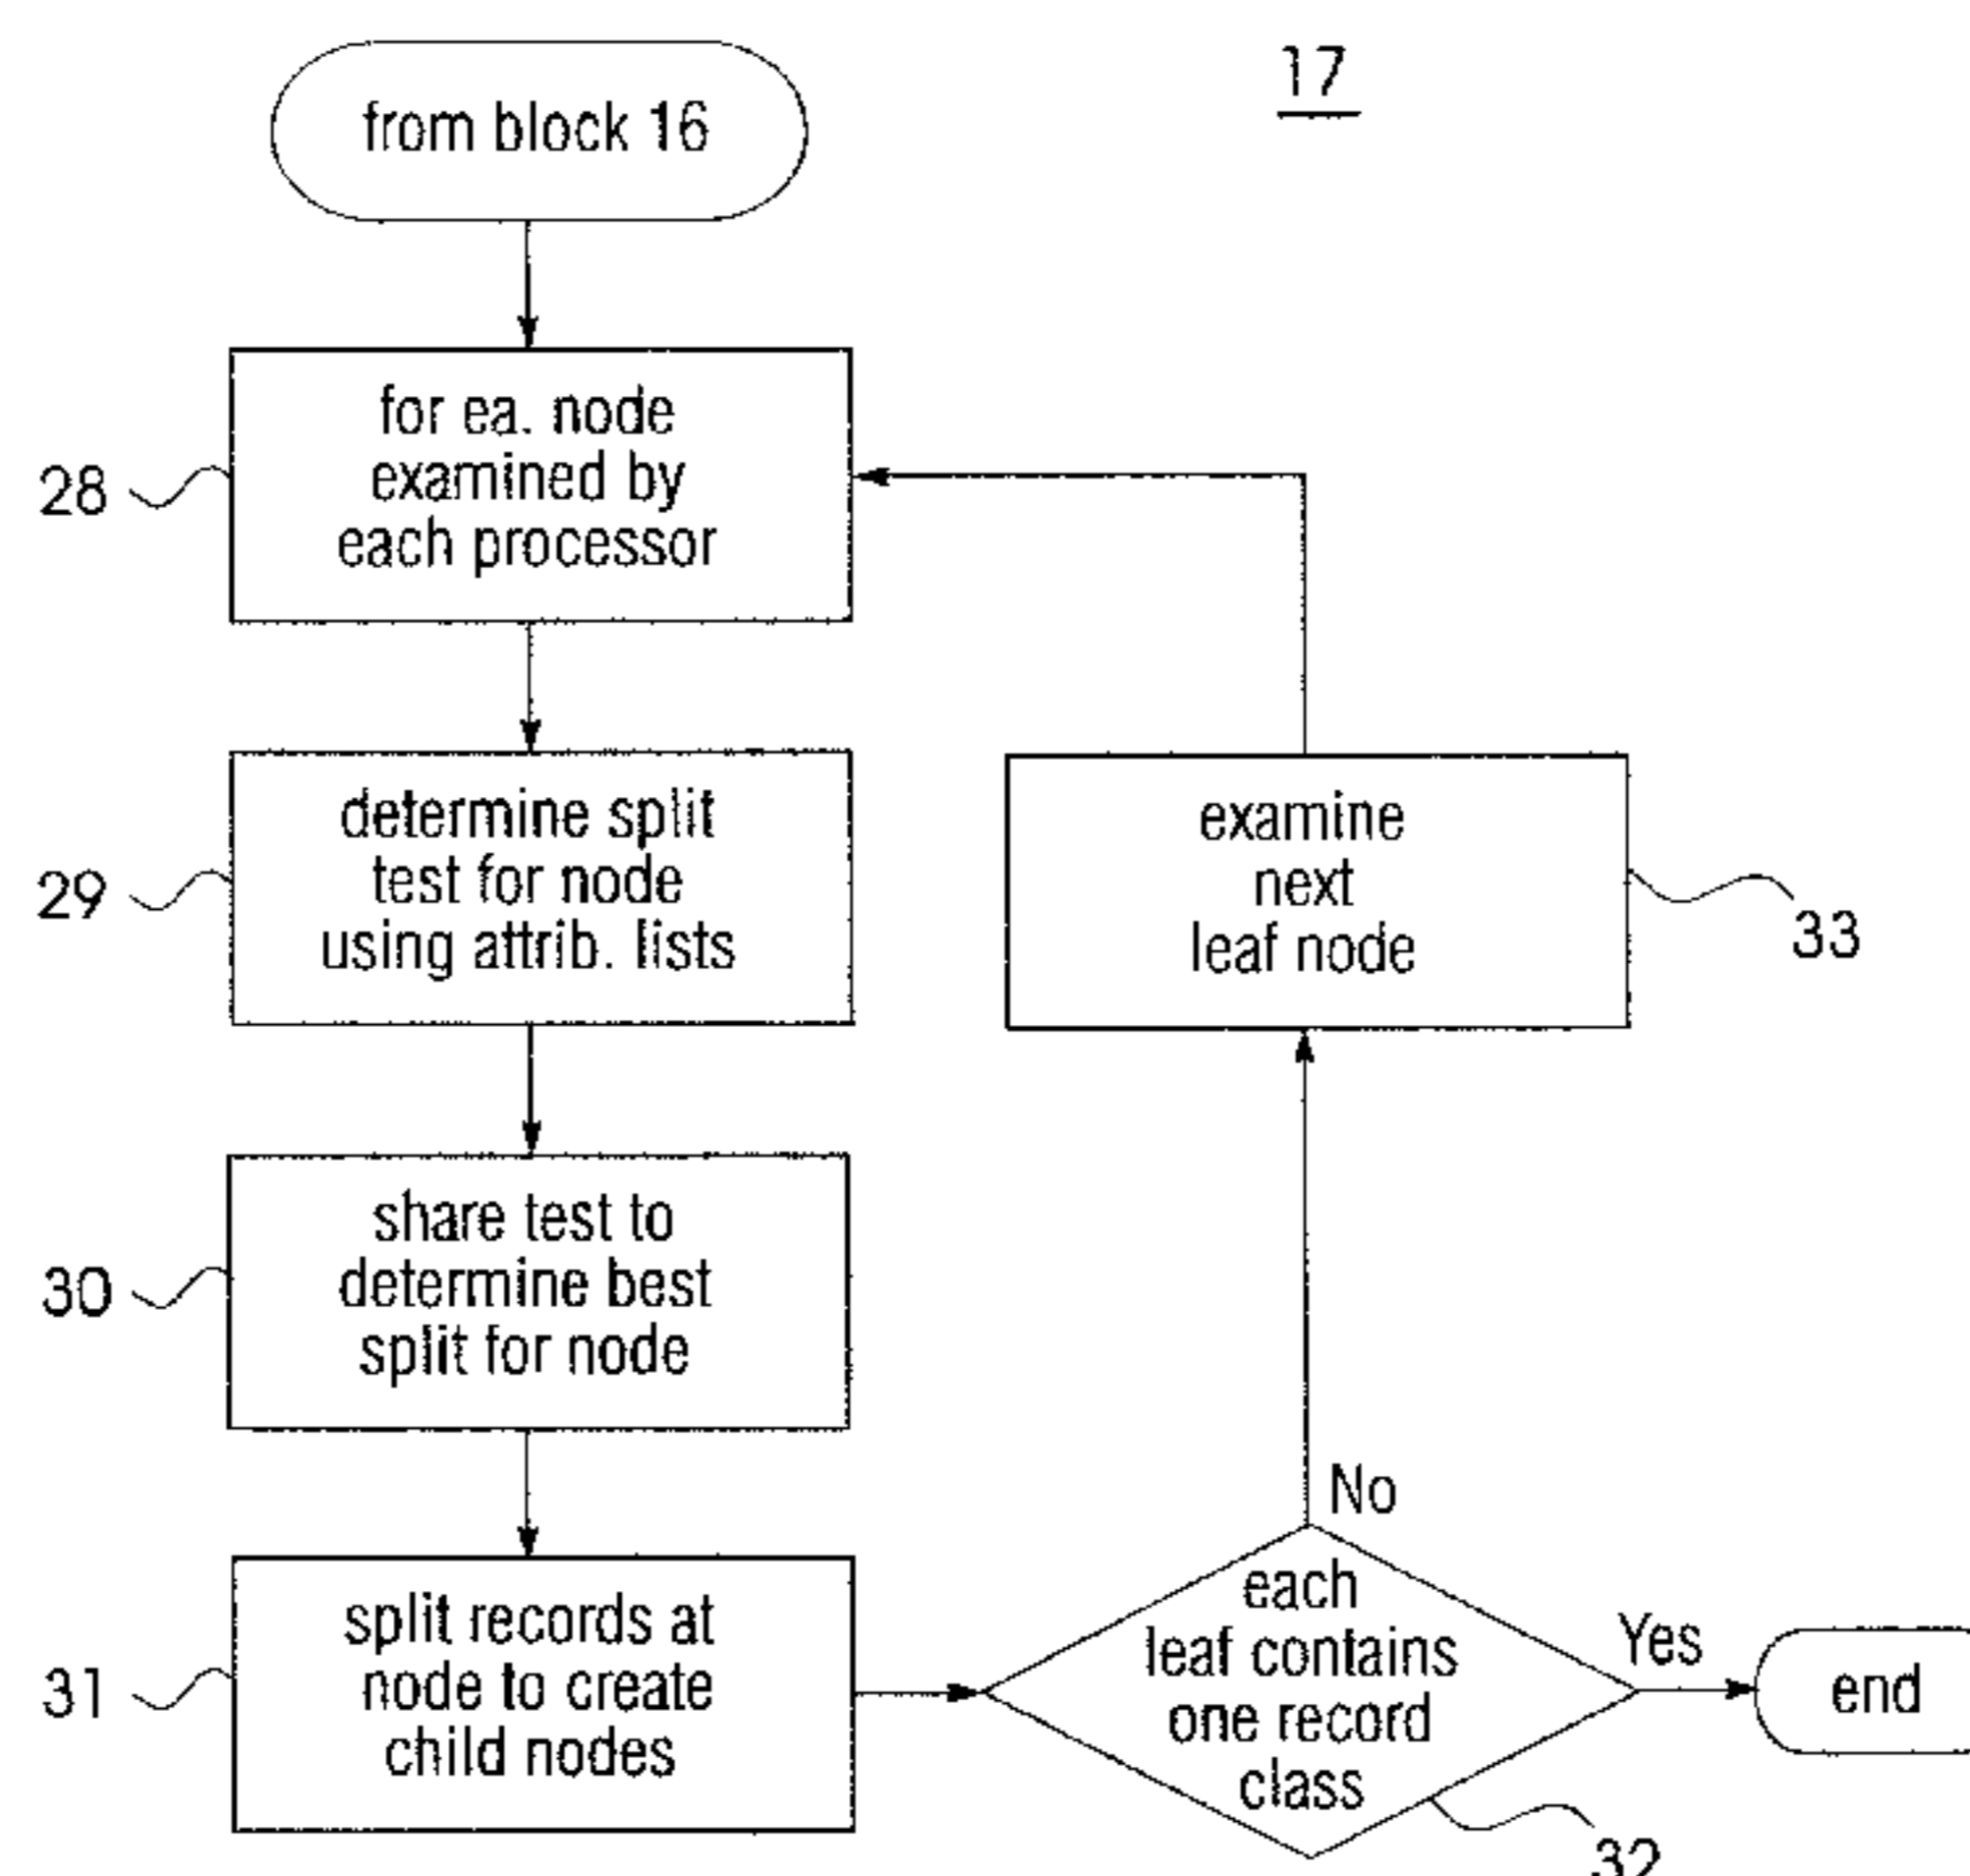 17
from block 16
28
for ea. node
examined by
each processor
29
determine split
test for node
using attrib. lists
30
share test to
determine best
split for node
31
split records at
node to create
child nodes
each
leaf contains
one record
class
32
No
Yes
end
examine
next
leaf node
33